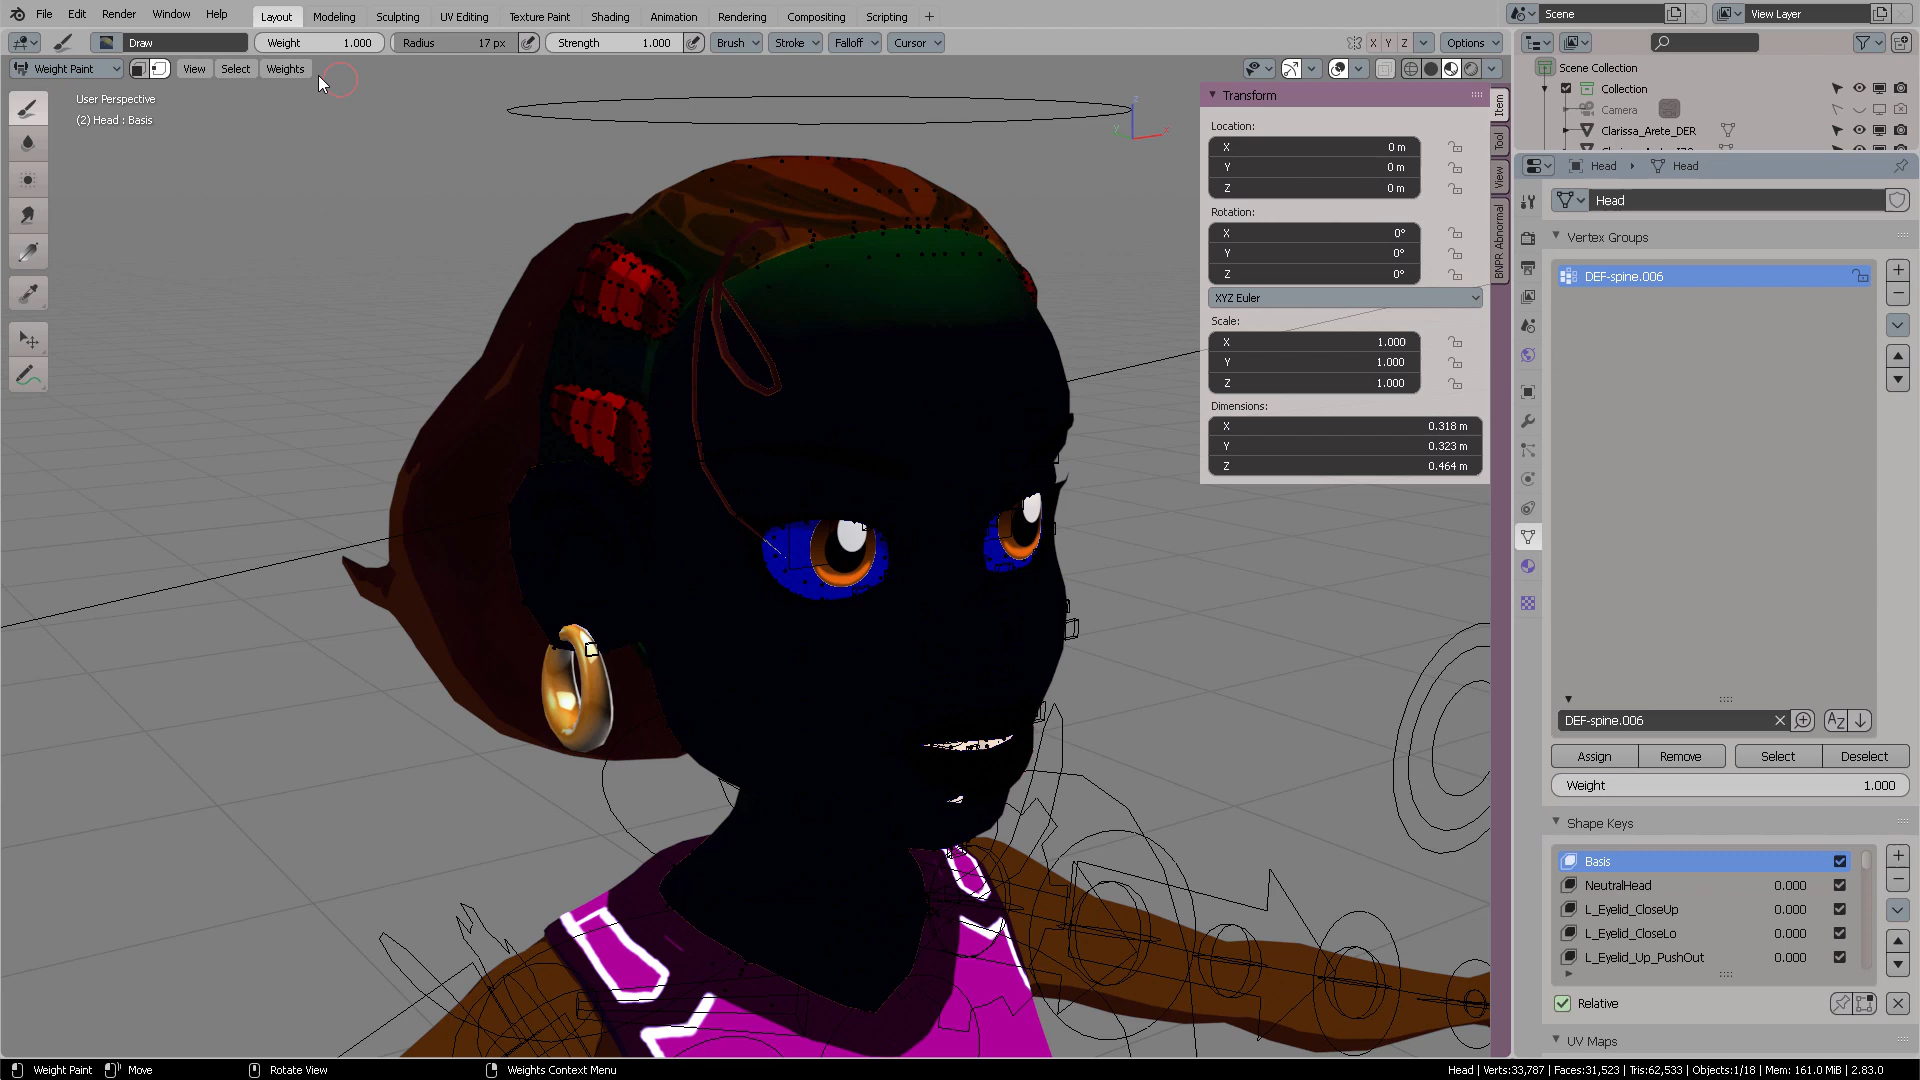 File Edit Render Window Help
Layout Modeling Sculpting UV Editing Texture Paint Shading Animation Rendering Compositing Scripting +
Scene
View Layer
Draw Weight 1.000 Radius 17 px Strength 1.000 Brush Stroke Falloff Cursor
X Y Z Options
Weight Paint View Select Weights
User Perspective
(2) Head : Basis
Transform
Location:
X 0 m
Y 0 m
Z 0 m
Rotation:
X 0°
Y 0°
Z 0°
XYZ Euler
Scale:
X 1.000
Y 1.000
Z 1.000
Dimensions:
X 0.318 m
Y 0.323 m
Z 0.464 m
Item
Tool
View
BNPR Abnormal
Scene Collection
Collection
Camera
Clarissa_Arete_DER
Head Head
Head
Vertex Groups
DEF-spine.006
DEF-spine.006
Assign Remove Select Deselect
Weight 1.000
Shape Keys
Basis
NeutralHead 0.000
L_Eyelid_CloseUp 0.000
L_Eyelid_CloseLo 0.000
L_Eyelid_Up_PushOut 0.000
Relative
UV Maps
Weight Paint Move Rotate View Weights Context Menu
Head | Verts:33,787 | Faces:31,523 | Tris:62,533 | Objects:1/18 | Mem: 161.0 MiB | 2.83.0